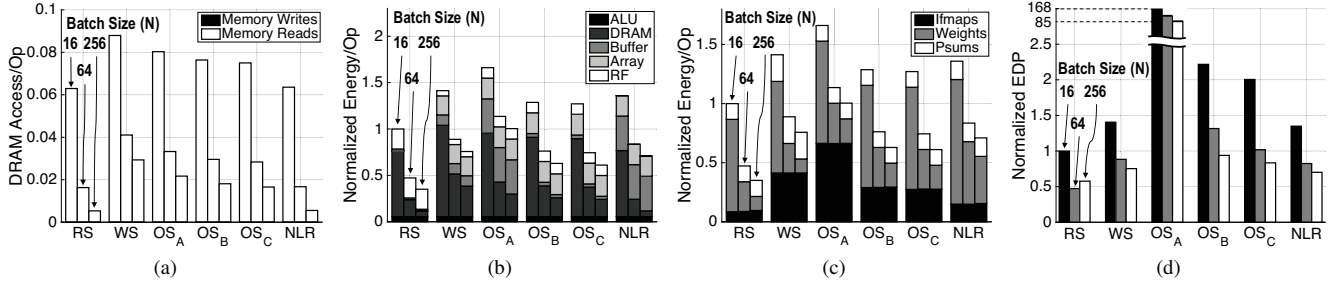 Batch Size (N)
Memory Writes
Memory Reads
16
256
64
DRAM Access/Op
0.1
0.08
0.06
0.04
0.02
0
RS
WS
OS_A
OS_B
OS_C
NLR
(a)
Batch Size (N)
ALU
DRAM
Buffer
Array
RF
16
256
64
Normalized Energy/Op
2
1.5
1
0.5
0
RS
WS
OS_A
OS_B
OS_C
NLR
(b)
Batch Size (N)
Ifmaps
Weights
Psums
16
256
64
Normalized Energy/Op
1.5
1
0.5
0
RS
WS
OS_A
OS_B
OS_C
NLR
(c)
168
85
2.5
2
1.5
1
0.5
0
Normalized EDP
Batch Size (N)
16
256
64
RS
WS
OS_A
OS_B
OS_C
NLR
(d)